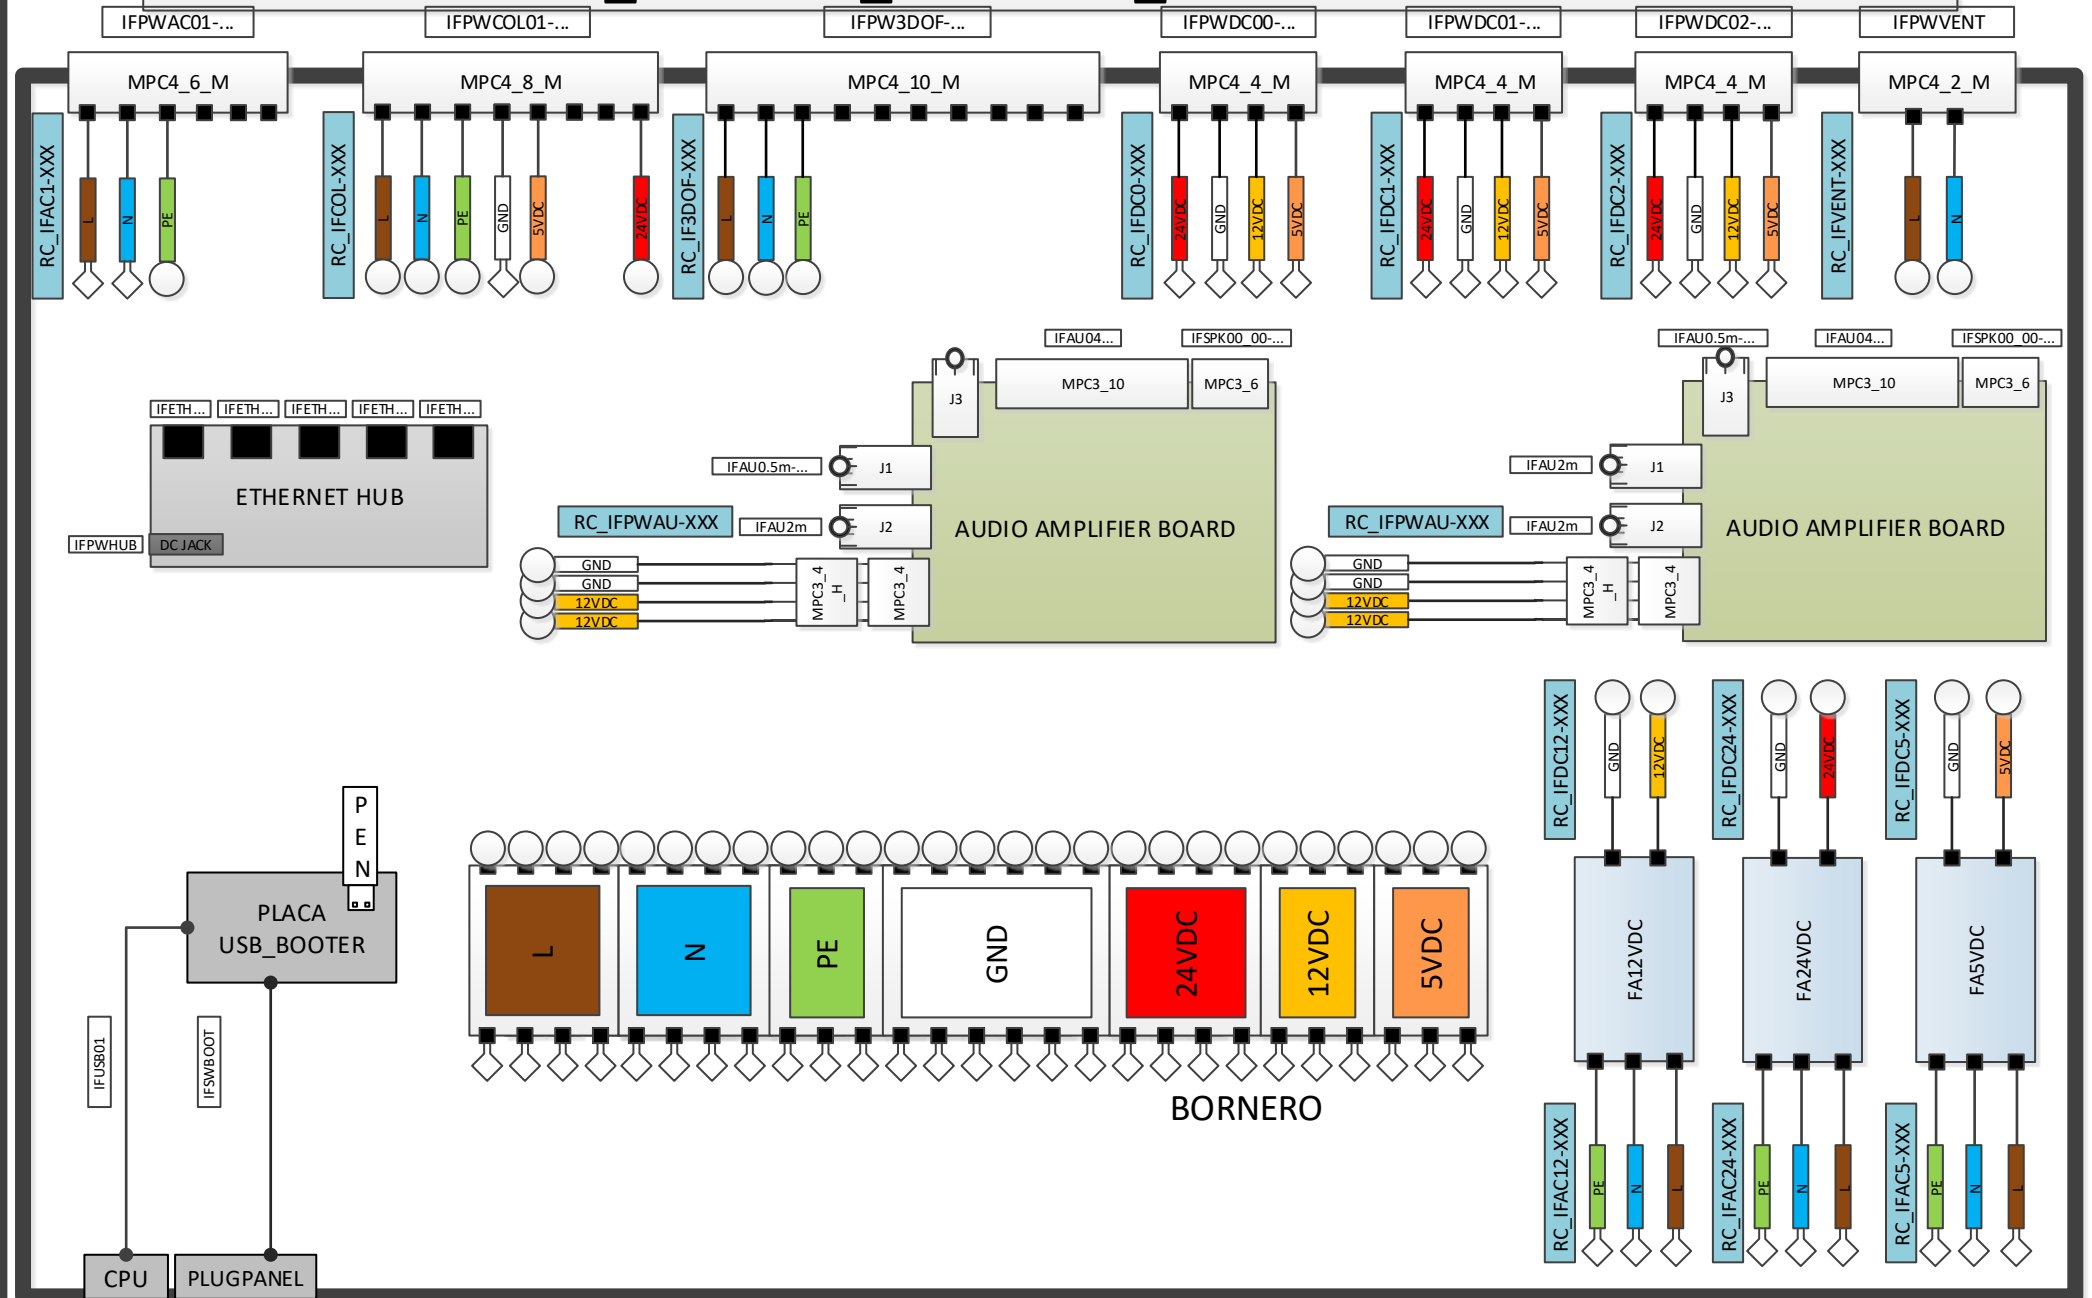 IFPWAC01-...
IFPWCOL01-...
IFPW3DOF-...
IFPWDC00-...
IFPWDC01-...
IFPWDC02-...
IFPWVENT
MPC4_6_M
MPC4_8_M
MPC4_10_M
MPC4_4_M
MPC4_4_M
MPC4_4_M
MPC4_2_M
RC_IFAC1-XXX
L
N
PE
RC_IFCOL-XXX
L
N
PE
GND
5VDC
24VDC
RC_IF3DOF-XXX
L
N
PE
RC_IFDC0-XXX
24VDC
GND
12VDC
5VDC
RC_IFDC1-XXX
24VDC
GND
12VDC
5VDC
RC_IFDC2-XXX
24VDC
GND
12VDC
5VDC
RC_IFVENT-XXX
L
N
IFETH...
IFETH...
IFETH...
IFETH...
IFETH...
ETHERNET HUB
IFPWHUB
DC JACK
IFAU04...
IFSPK00_00-...
J3
MPC3_10
MPC3_6
IFAU0.5m-...
J1
RC_IFPWAU-XXX
IFAU2m
J2
AUDIO AMPLIFIER BOARD
GND
GND
12VDC
12VDC
MPC3_4
_H
MPC3_4
IFAU0.5m-...
IFAU04...
IFSPK00_00-...
J3
MPC3_10
MPC3_6
IFAU2m
J1
RC_IFPWAU-XXX
IFAU2m
J2
AUDIO AMPLIFIER BOARD
GND
GND
12VDC
12VDC
MPC3_4
_H
MPC3_4
RC_IFDC12-XXX
GND
12VDC
RC_IFDC24-XXX
GND
24VDC
RC_IFDC5-XXX
GND
5VDC
P
E
N
PLACA
USB_BOOTER
L
N
PE
GND
24VDC
12VDC
5VDC
BORNERO
FA12VDC
FA24VDC
FA5VDC
IFUSB01
IFSWBOOT
RC_IFAC12-XXX
PE
N
L
RC_IFAC24-XXX
PE
N
L
RC_IFAC5-XXX
PE
N
L
CPU
PLUGPANEL